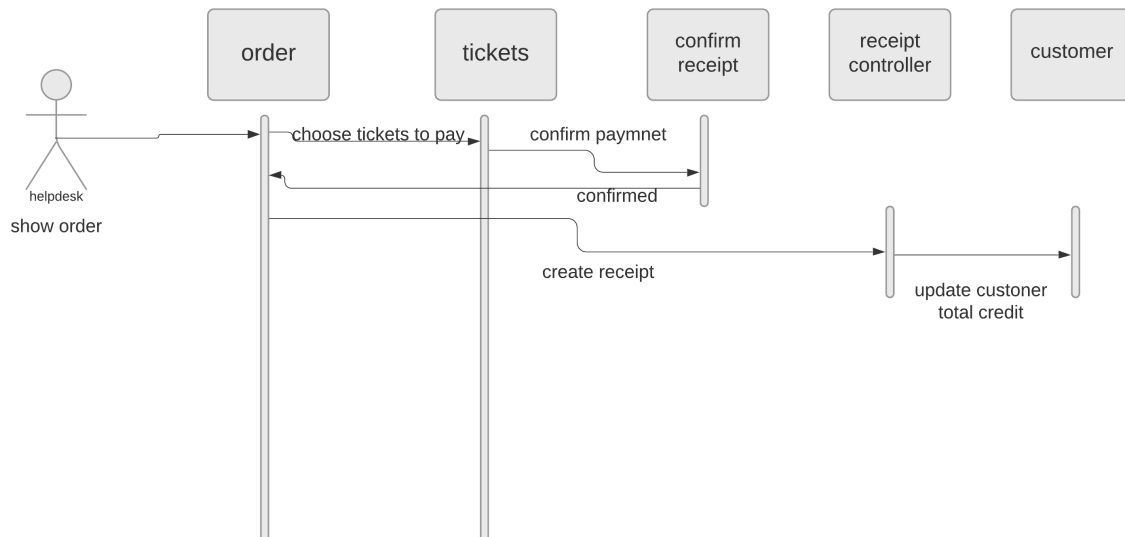 order
tickets
confirm
receipt
receipt
controller
customer
choose tickets to pay
confirm paymnet
helpdesk
confirmed
show order
create receipt
update custoner
total credit